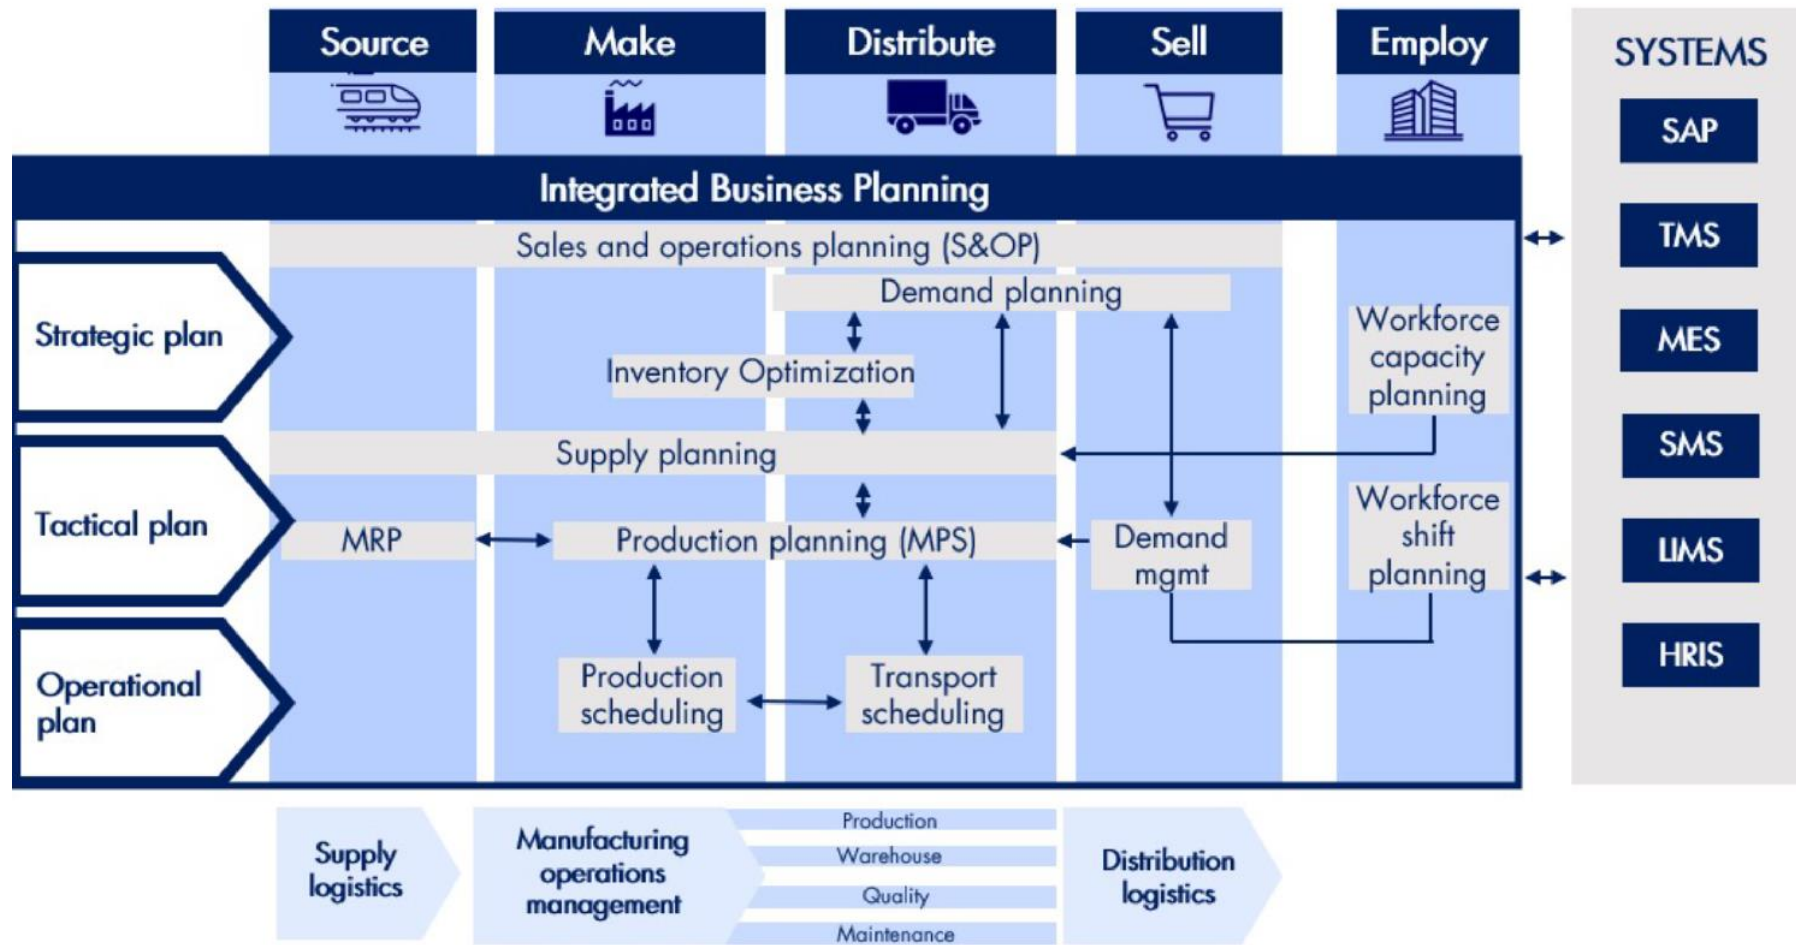 Source
Make
Distribute
Sell
Employ
SYSTEMS
SAP
TMS
MES
SMS
LIMS
HRIS
Integrated Business Planning
Sales and operations planning (S&OP)
Demand planning
Strategic plan
Inventory Optimization
Workforce
capacity
planning
Supply planning
Tactical plan
MRP
Production planning (MPS)
Demand
mgmt
Workforce
shift
planning
Operational
plan
Production
scheduling
Transport
scheduling
Supply
logistics
Manufacturing
operations
management
Production
Warehouse
Quality
Maintenance
Distribution
logistics